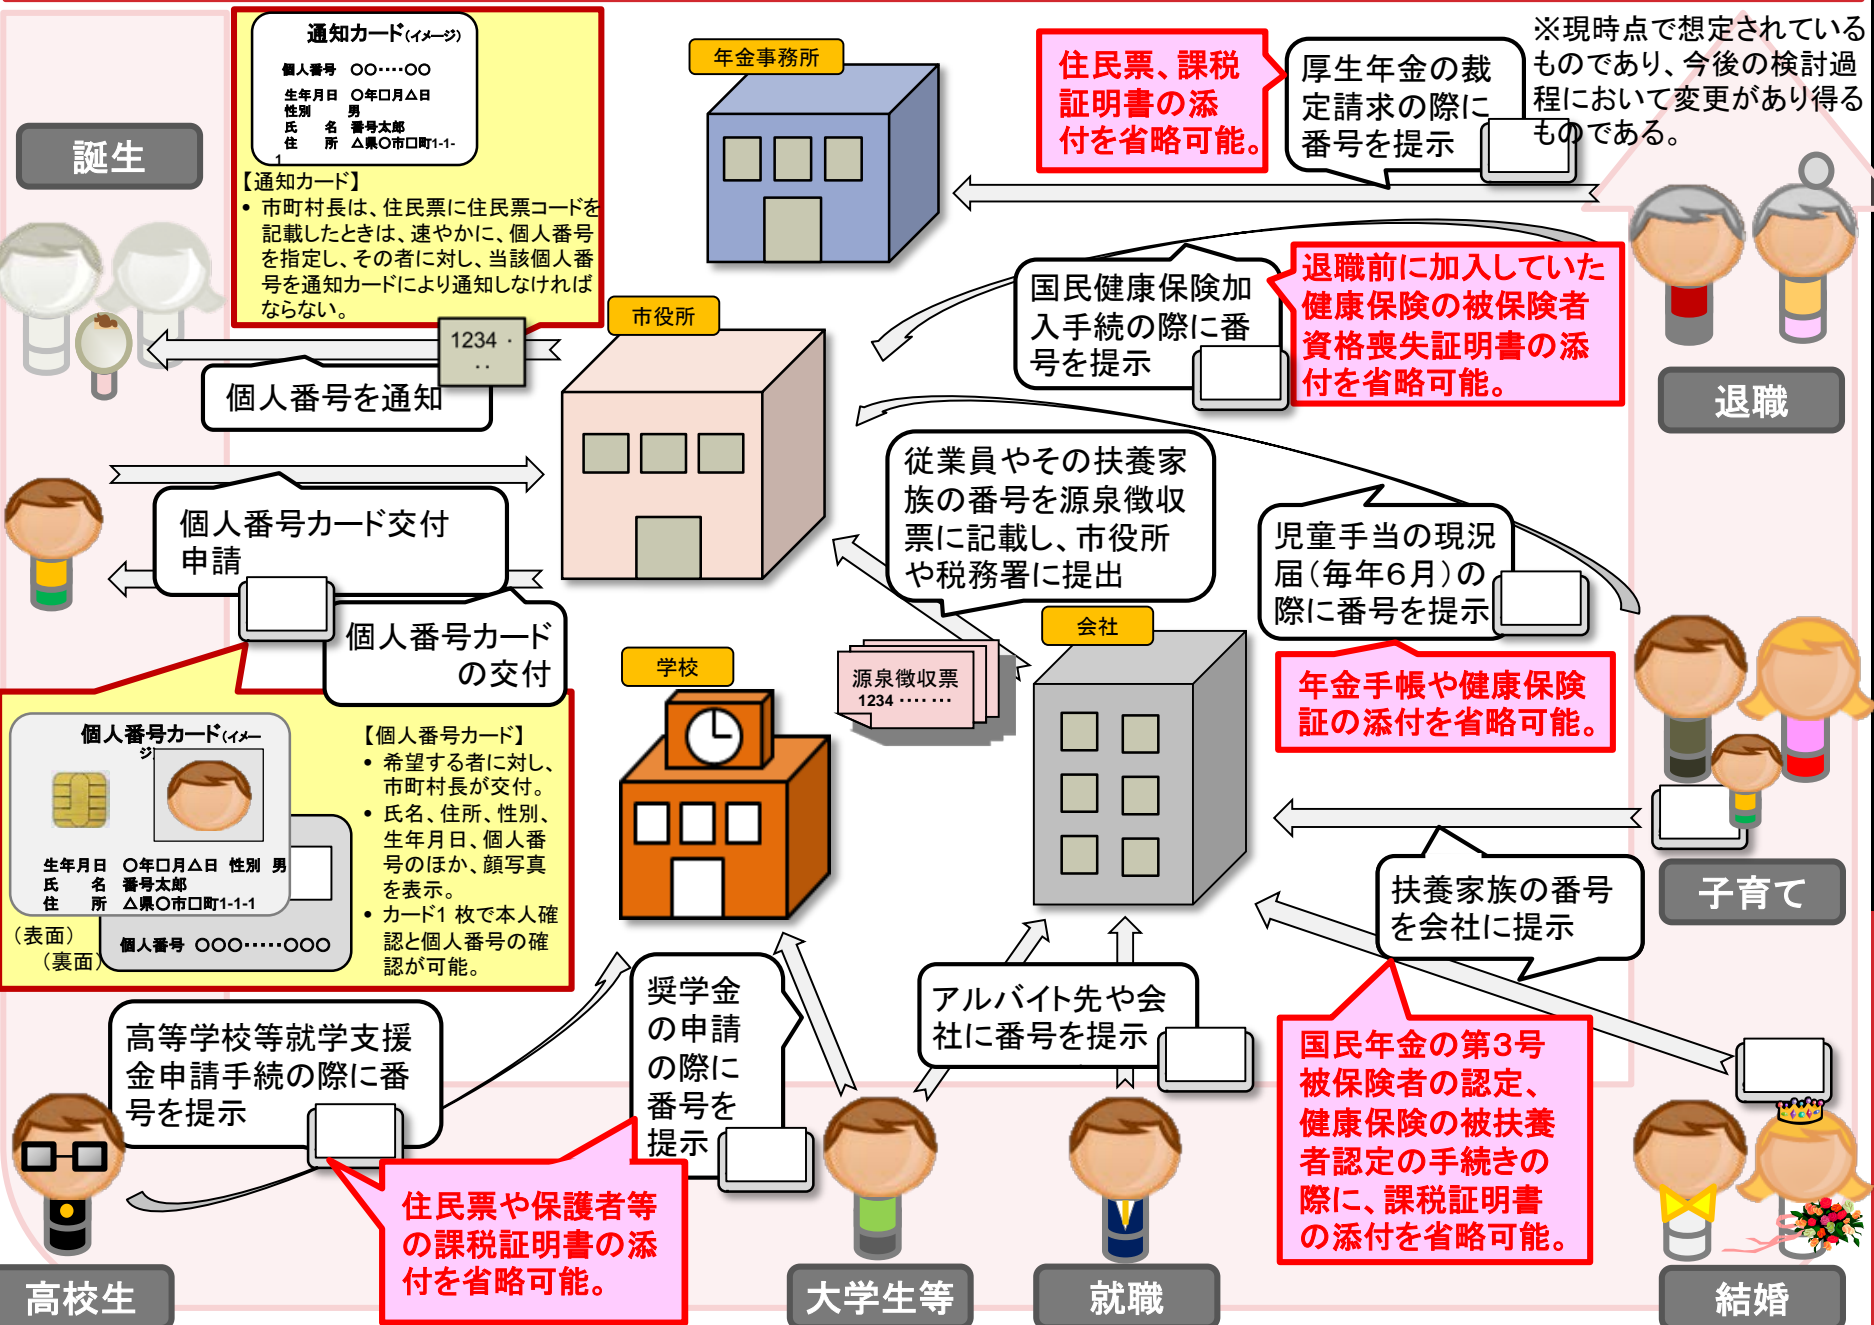 通知カード(イメージ)
個人番号 〇〇‥‥〇〇
生年月日 〇年□月△日
性別 男
氏 名 番号太郎
住 所 △県〇市□町1-1-
1
【通知カード】
• 市町村長は、住民票に住民票コードを
記載したときは、速やかに、個人番号
を指定し、その者に対し、当該個人番
号を通知カードにより通知しなければ
ならない。
年金事務所
住民票、課税
証明書の添
付を省略可能。
厚生年金の裁
定請求の際に
番号を提示
※現時点で想定されている
ものであり、今後の検討過
程において変更があり得る
ものである。
誕生
市役所
1234 ・
‥
個人番号を通知
国民健康保険加
入手続の際に番
号を提示
退職前に加入していた
健康保険の被保険者
資格喪失証明書の添
付を省略可能。
退職
個人番号カード交付
申請
個人番号カード
の交付
従業員やその扶養家
族の番号を源泉徴収
票に記載し、市役所
や税務署に提出
児童手当の現況
届(毎年6月)の
際に番号を提示
年金手帳や健康保険
証の添付を省略可能。
会社
学校
源泉徴収票
1234 ‥‥ ‥
個人番号カード(イメー
ジ)
生年月日 〇年□月△日 性別 男
氏 名 番号太郎
住 所 △県〇市□町1-1-1
(表面)
個人番号 〇〇〇‥‥‥〇〇〇
(裏面)
【個人番号カード】
• 希望する者に対し、
市町村長が交付。
• 氏名、住所、性別、
生年月日、個人番
号のほか、顔写真
を表示。
• カード1 枚で本人確
認と個人番号の確
認が可能。
子育て
扶養家族の番号
を会社に提示
高等学校等就学支援
金申請手続の際に番
号を提示
奨学金
の申請
の際に
番号を
提示
アルバイト先や会
社に番号を提示
国民年金の第3号
被保険者の認定、
健康保険の被扶養
者認定の手続きの
際に、課税証明書
の添付を省略可能。
住民票や保護者等
の課税証明書の添
付を省略可能。
高校生
大学生等
就職
結婚